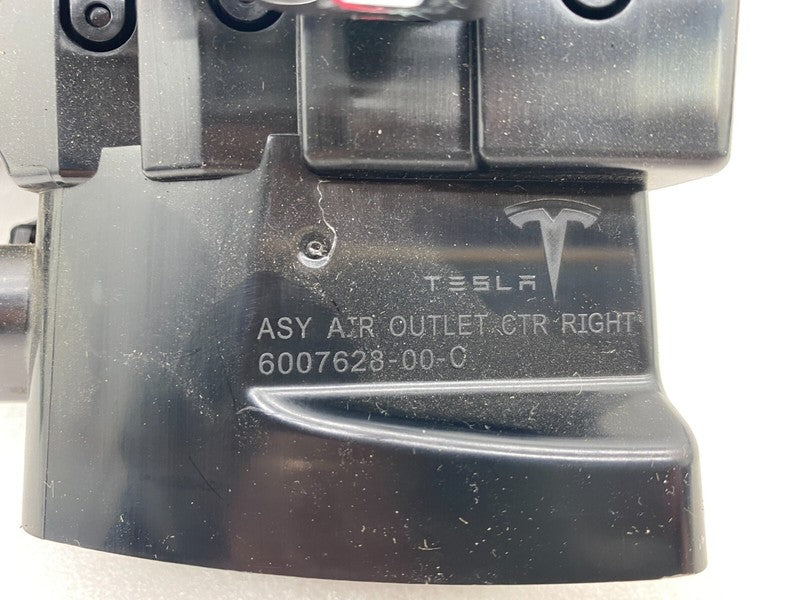 TESLA
ASY AIR OUTLET CTR RIGHT
6007628-00-C